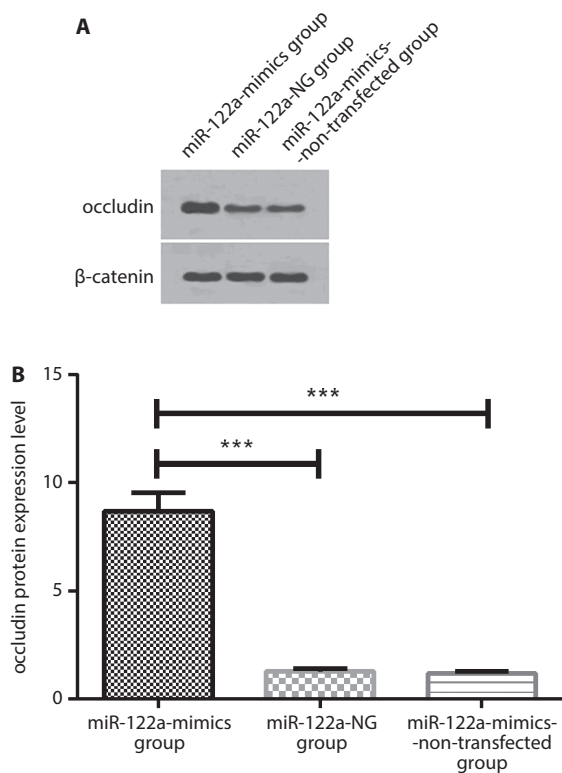 A
miR-122a-mimics group
miR-122a-NG group
miR-122a-mimics-
-non-transfected group
occludin
β-catenin
B
occludin protein expression level
15
10
5
0
***
***
miR-122a-mimics
group
miR-122a-NG
group
miR-122a-mimics-
-non-transfected
group